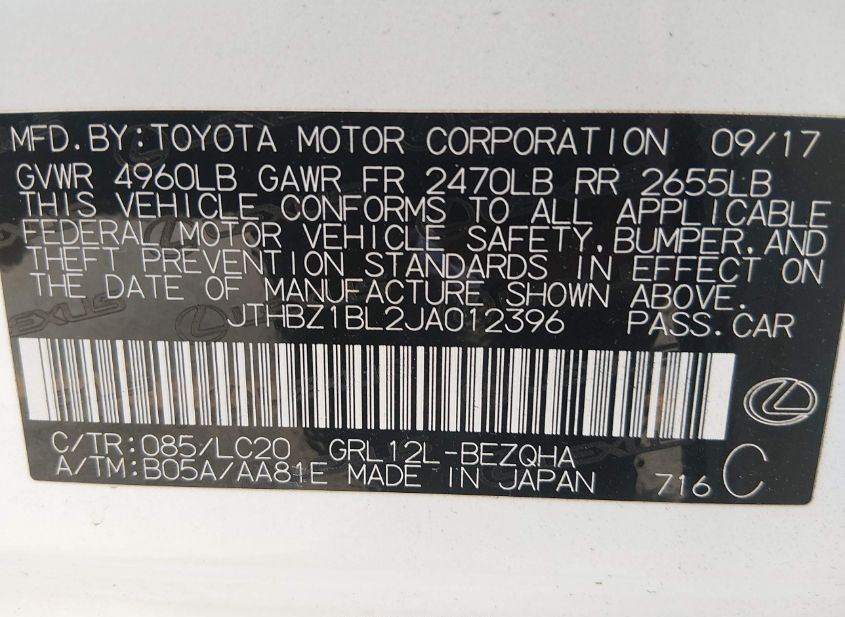 MFD.BY:TOYOTA MOTOR CORPORATION 09/17
GVWR 4960LB GAWR FR 2470LB RR 2655LB
THIS VEHICLE CONFORMS TO ALL APPLICABLE
FEDERAL MOTOR VEHICLE SAFETY,BUMPER,AND
THEFT PREVENTION STANDARDS IN EFFECT ON
THE DATE OF MANUFACTURE SHOWN ABOVE.
JTHBZ1BL2JA012396 PASS.CAR
C/TR:085/LC20 GRL12L-BEZQHA
A/TM:B05A/AA81E MADE IN JAPAN 716 C